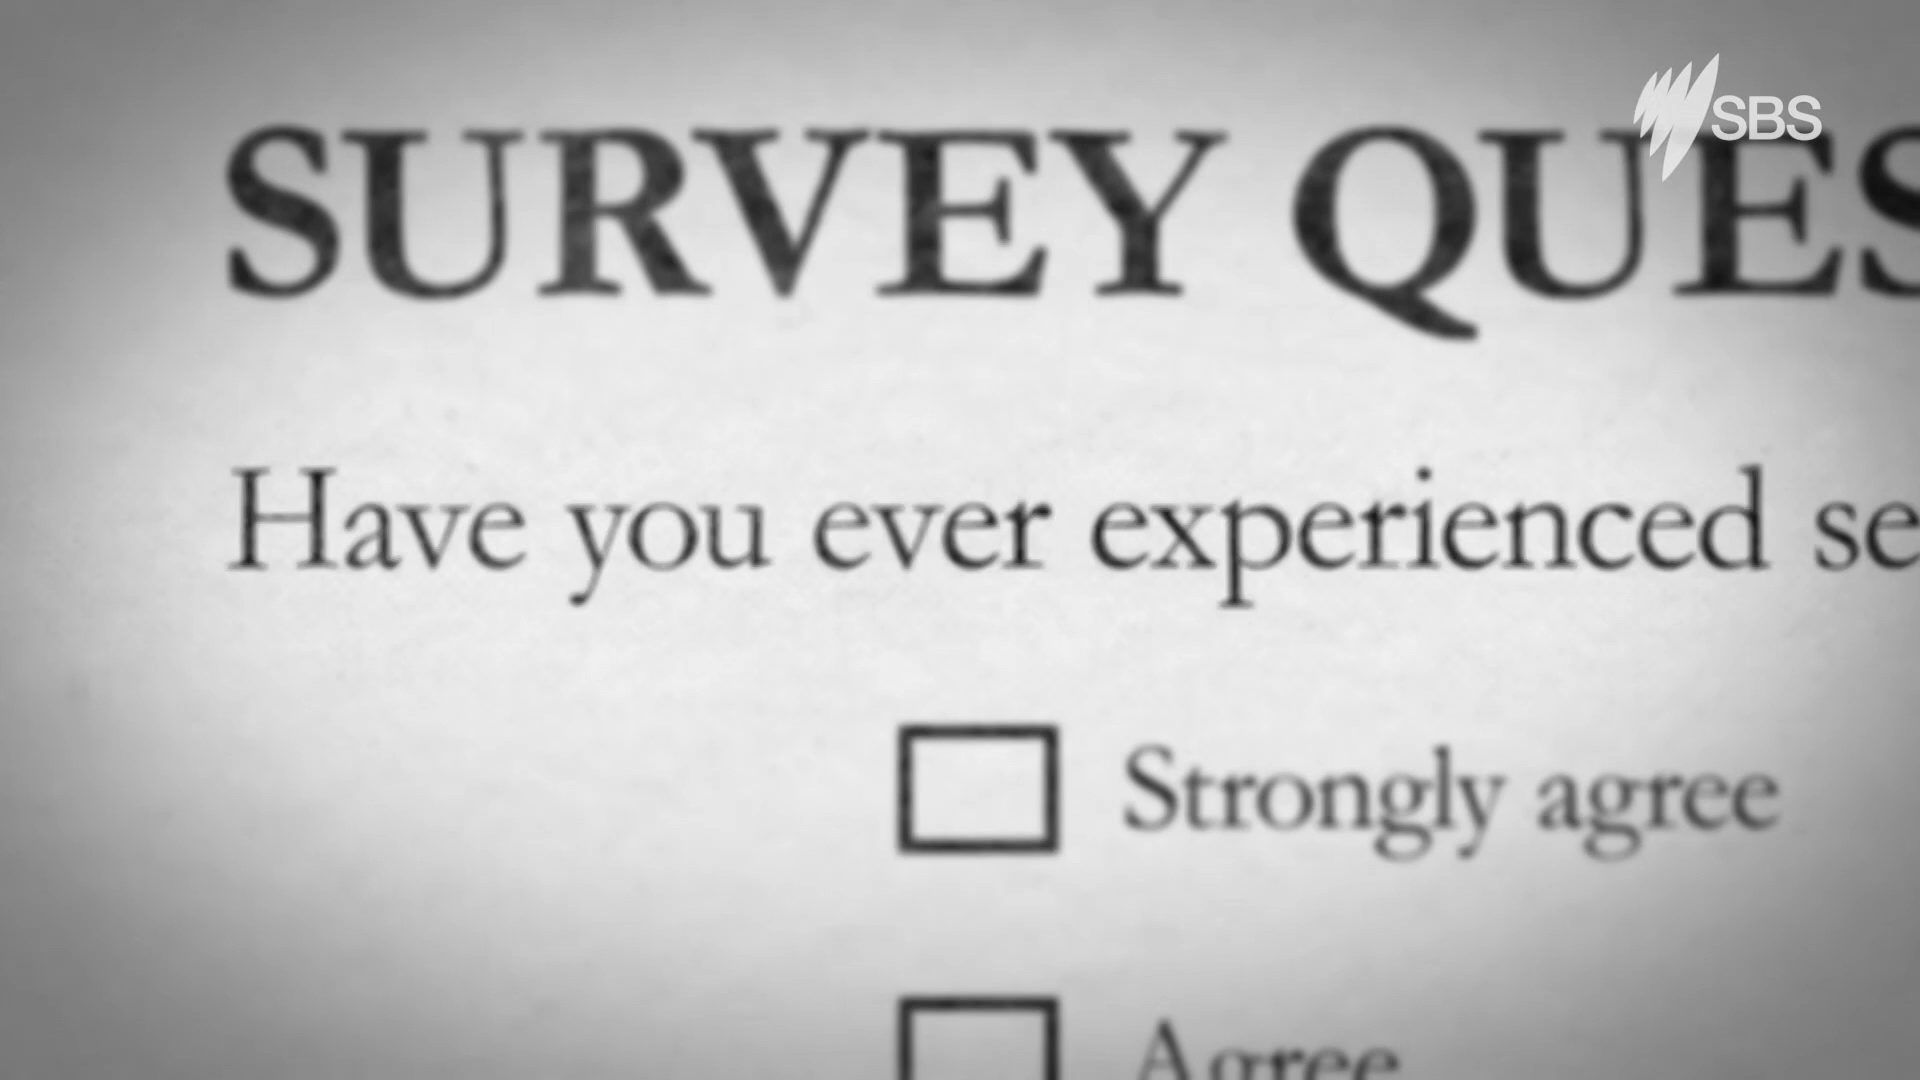 SBS
SURVEY QUES
Have you ever experienced se
Strongly agree
Agree